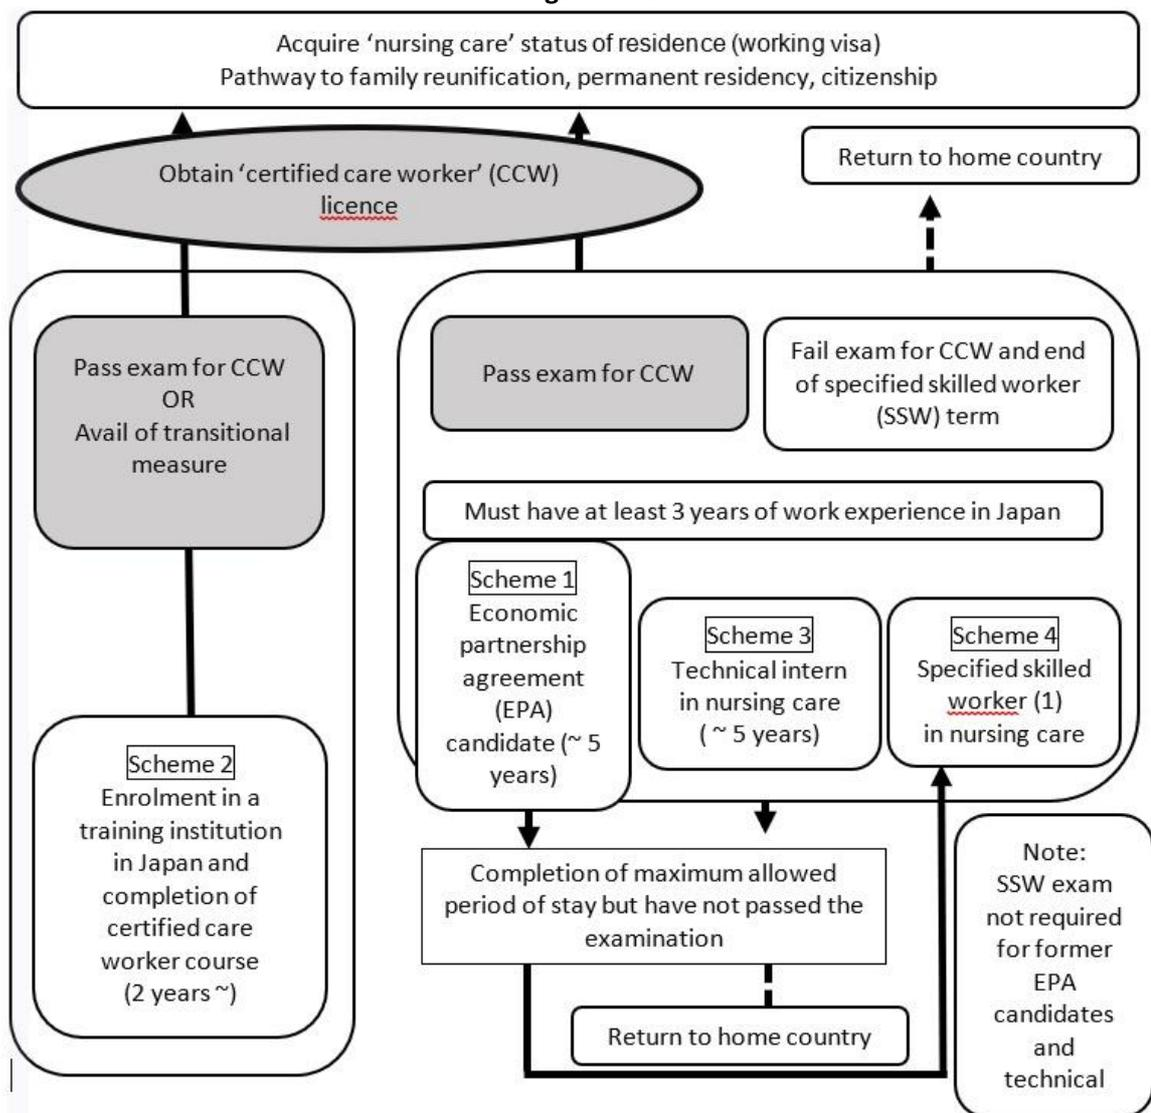 Acquire ‘nursing care’ status of residence (working visa)
Pathway to family reunification, permanent residency, citizenship
Return to home country
Obtain ‘certified care worker’ (CCW)
licence
Pass exam for CCW
OR
Avail of transitional
measure
Pass exam for CCW
Fail exam for CCW and end
of specified skilled worker
(SSW) term
Must have at least 3 years of work experience in Japan
Scheme 1
Economic
partnership
agreement
(EPA)
candidate (~ 5
years)
Scheme 3
Technical intern
in nursing care
( ~ 5 years)
Scheme 4
Specified skilled
worker (1)
in nursing care
Scheme 2
Enrolment in a
training institution
in Japan and
completion of
certified care
worker course
(2 years ~)
Completion of maximum allowed
period of stay but have not passed the
examination
Return to home country
Note:
SSW exam
not required
for former
EPA
candidates
and
technical